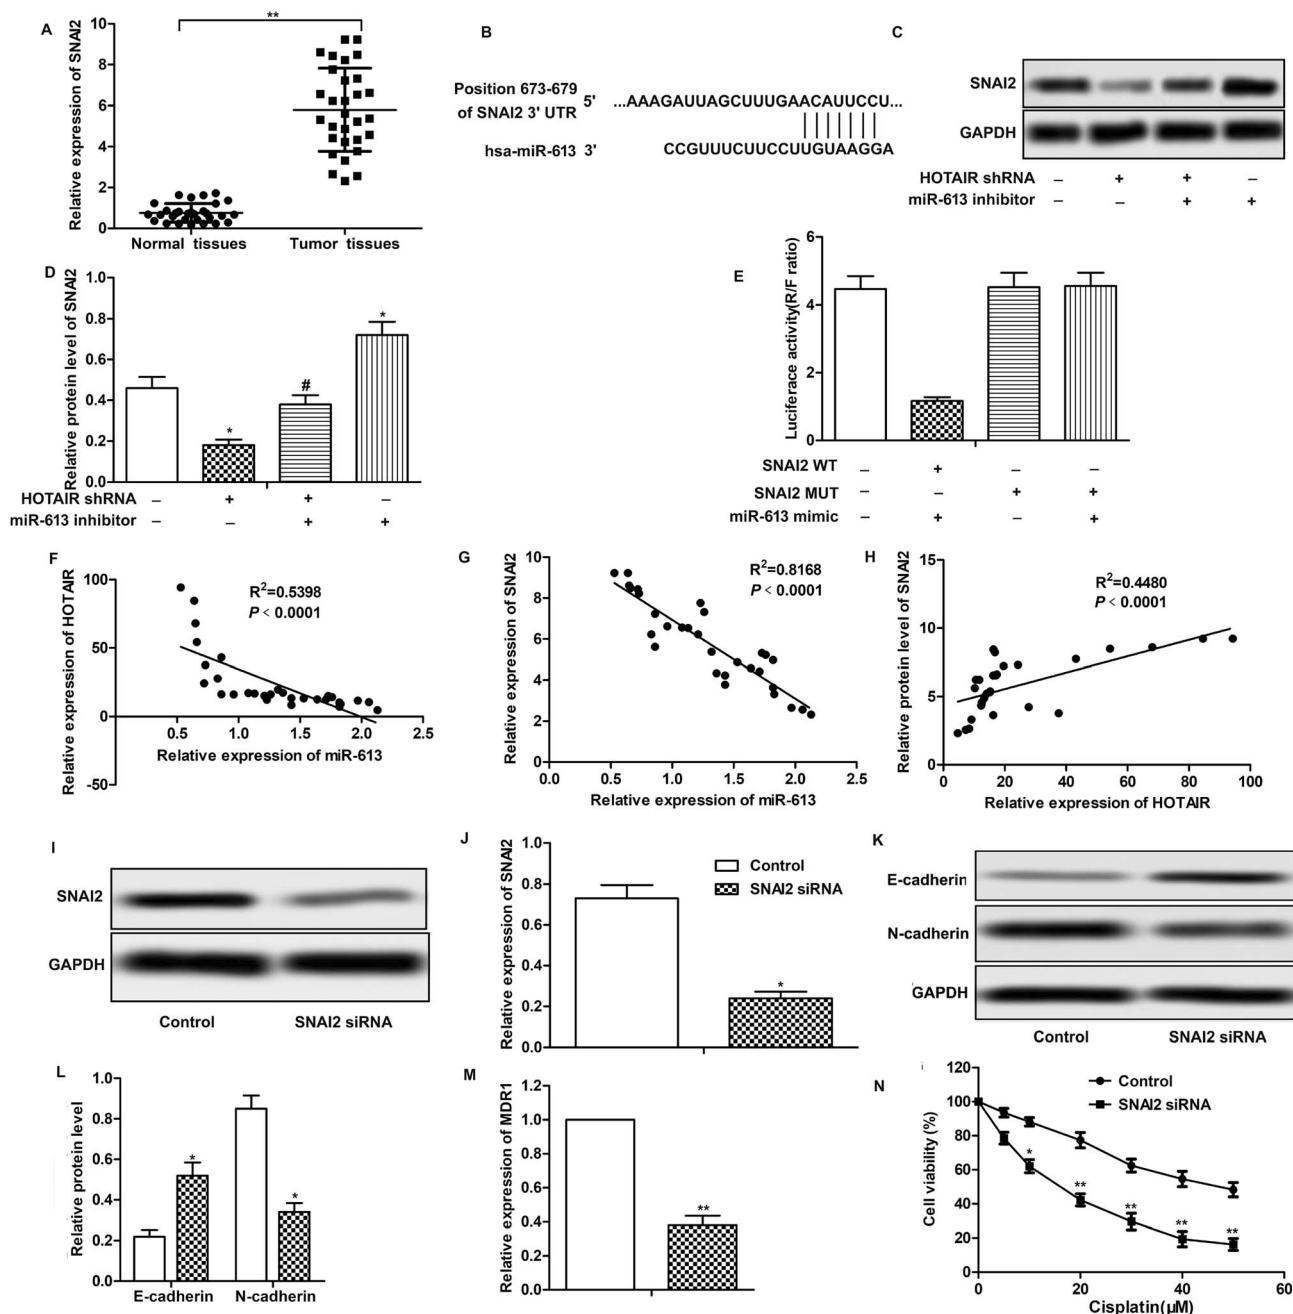 A
Relative expression of SNAI2
10
8
6
4
2
0
**
Normal tissues
Tumor tissues
B
Position 673-679
of SNAI2 3' UTR
5'
...AAAGAUUAGCUUUGAACAUUCCU...
hsa-miR-613 3'
CCGUUUCUUCCUUGUAAGGA
C
SNAI2
GAPDH
HOTAIR shRNA – + + –
miR-613 inhibitor – – + +
D
Relative protein level of SNAI2
1.0
0.8
0.6
0.4
0.2
0.0
*
#
*
HOTAIR shRNA – + + –
miR-613 inhibitor – – + +
E
Luciferace activity(R/F ratio)
6
4
2
0
SNAI2 WT – + – –
SNAI2 MUT – – + +
miR-613 mimic – + – +
F
Relative expression of HOTAIR
100
50
0
-50
R2=0.5398
P < 0.0001
0.5 1.0 1.5 2.0 2.5
Relative expression of miR-613
G
Relative expression of SNAI2
10
8
6
4
2
0
R2=0.8168
P < 0.0001
0.0 0.5 1.0 1.5 2.0 2.5
Relative expression of miR-613
H
Relative protein level of SNAI2
15
10
5
0
R2=0.4480
P < 0.0001
0 20 40 60 80 100
Relative expression of HOTAIR
I
SNAI2
GAPDH
Control SNAI2 siRNA
J
Relative expression of SNAI2
1.0
0.8
0.6
0.4
0.2
0.0
Control
SNAI2 siRNA
*
K
E-cadherin
N-cadherin
GAPDH
Control SNAI2 siRNA
L
Relative protein level
1.0
0.8
0.6
0.4
0.2
0.0
*
*
E-cadherin N-cadherin
M
Relative expression of MDR1
1.2
1.0
0.8
0.6
0.4
0.2
0.0
**
N
Cell viability (%)
120
100
80
60
40
20
0
Control
SNAI2 siRNA
*
**
**
**
**
0 20 40 60
Cisplatin(μM)